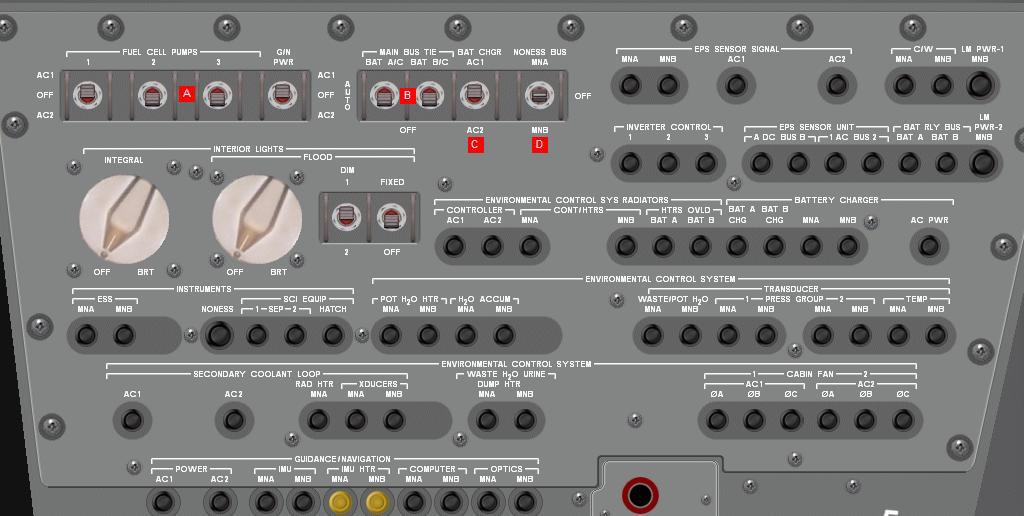 FUEL CELL PUMPS
G/N
MAIN BUS TIE
BAT CHGR
NONESS BUS
EPS SENSOR SIGNAL
C/W
LM PWR-1
1
2
3
PWR
BAT A/C
BAT B/C
AC1
MNA
MNA
MNB
AC1
AC2
MNA
MNB
MNB
AC1
OFF
AC2
A
AC1
OFF
AC2
AUTO
B
OFF
OFF
AC2
MNB
C
D
INVERTER CONTROL
1
2
3
EPS SENSOR UNIT
A DC BUS B
1 AC BUS 2
BAT RLY BUS
BAT A
BAT B
LM
PWR-2
MNB
INTERIOR LIGHTS
INTEGRAL
FLOOD
DIM
1
FIXED
2
OFF
OFF
BRT
OFF
BRT
ENVIRONMENTAL CONTROL SYS RADIATORS
CONTROLLER
CONT/HTRS
HTRS OVLD
AC1
AC2
MNA
MNB
BAT A
BAT B
BATTERY CHARGER
BAT A
BAT B
CHG
CHG
MNA
MNB
AC PWR
INSTRUMENTS
ESS
SCI EQUIP
MNA
MNB
NONESS
1-SEP-2
HATCH
ENVIRONMENTAL CONTROL SYSTEM
POT H2O HTR
H2O ACCUM
MNA
MNB
MNA
MNB
TRANSDUCER
WASTE/POT H2O
1 - PRESS GROUP - 2
TEMP
MNA
MNB
MNA
MNB
MNA
MNB
MNA
MNB
ENVIRONMENTAL CONTROL SYSTEM
SECONDARY COOLANT LOOP
WASTE H2O URINE
1 CABIN FAN 2
AC1
AC2
RAD HTR
XDUCERS
MNA
MNA
MNB
DUMP HTR
MNA
MNB
AC1
AC2
ØA
ØB
ØC
ØA
ØB
ØC
GUIDANCE/NAVIGATION
POWER
IMU
IMU HTR
COMPUTER
OPTICS
AC1
AC2
MNA
MNB
MNA
MNB
MNA
MNB
MNA
MNB